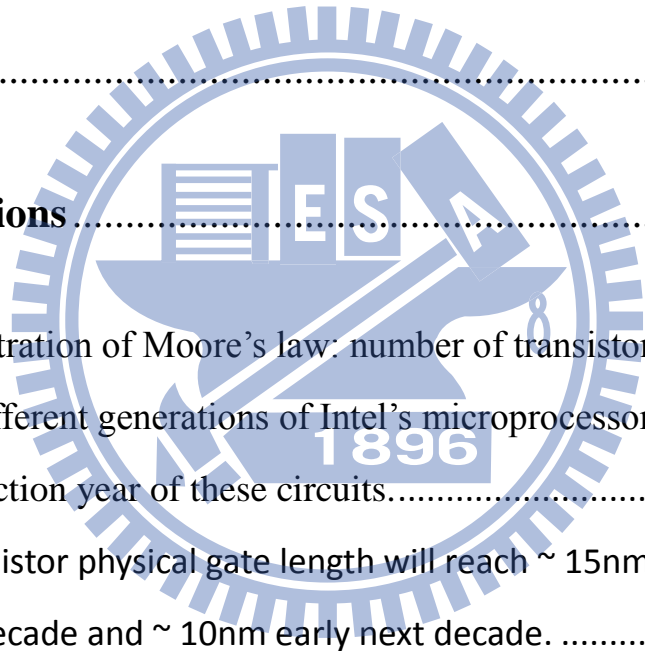 ................................................................
ions................................................................
E S A
tration of Moore's law: number of transistor
fferent generations of Intel's microprocessor
1896
ction year of these circuits................................
istor physical gate length will reach ~ 15nm
ecade and ~ 10nm early next decade. .........